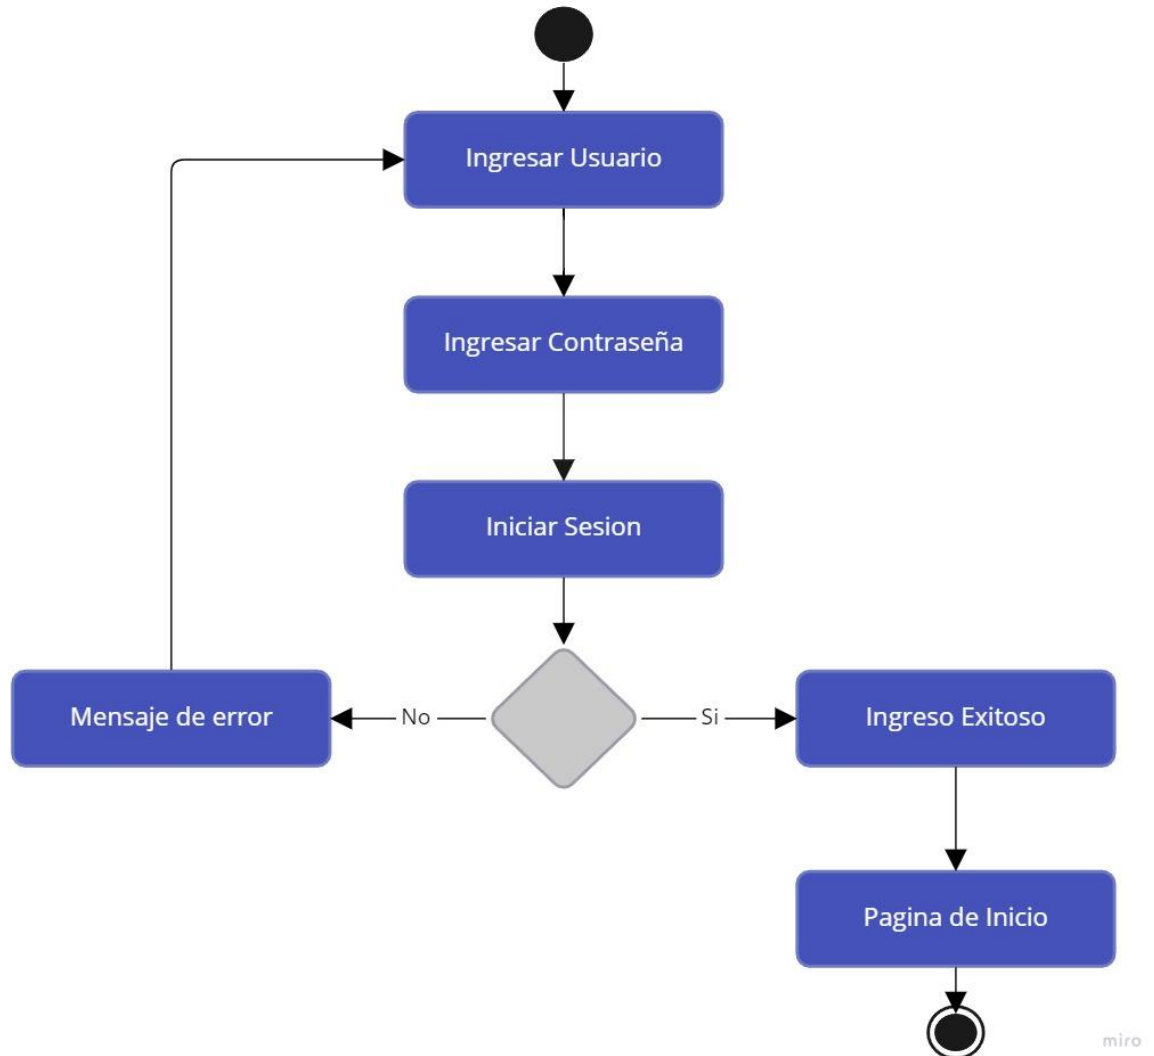 Ingresar Usuario
Ingresar Contraseña
Iniciar Sesion
Mensaje de error
No
Si
Ingreso Exitoso
Pagina de Inicio
miro